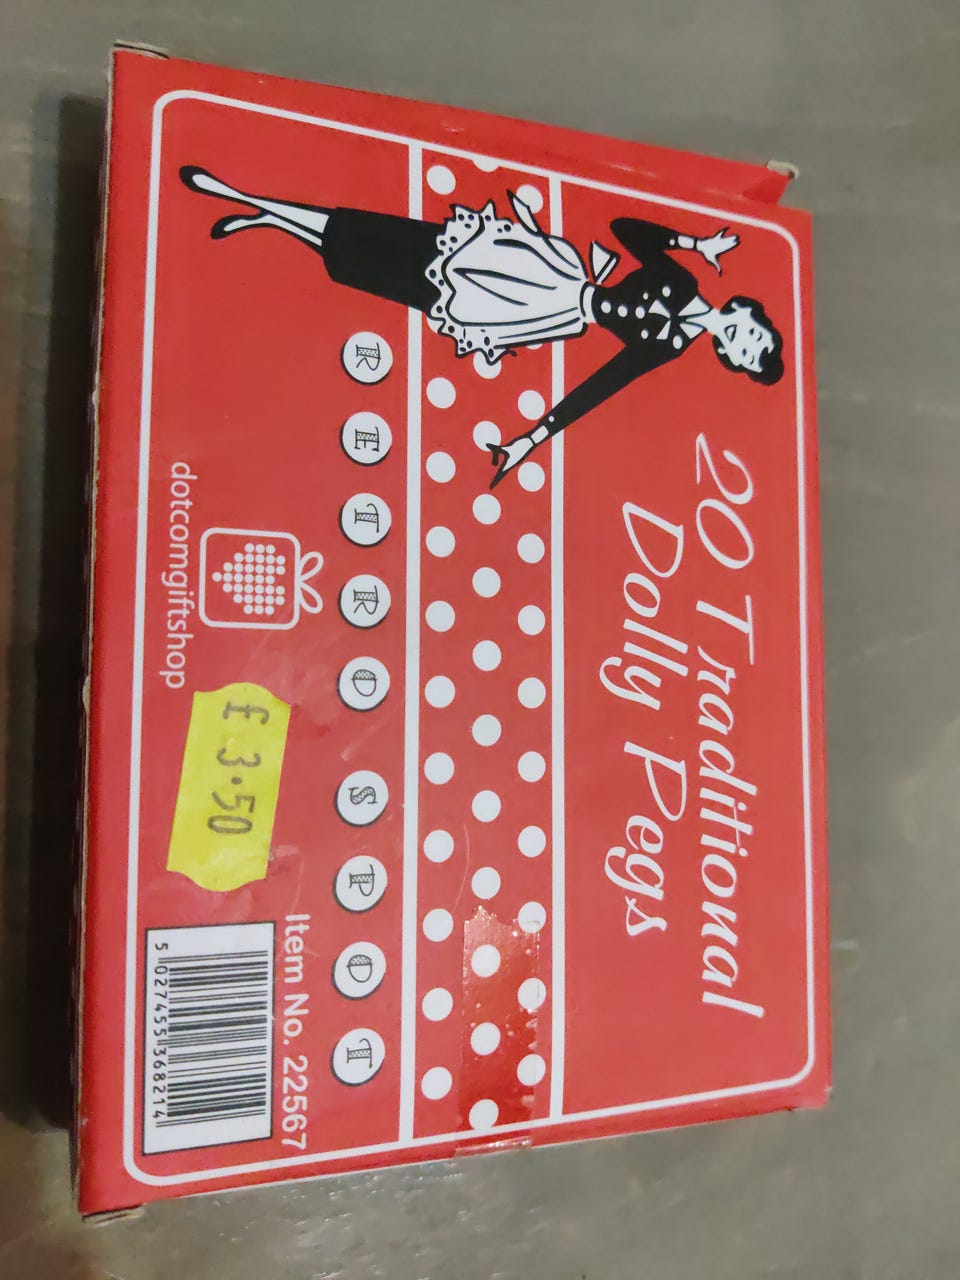 20 Traditional
Dolly Pegs
RETRO SPOT
dotcomgiftshop
£3.50
Item No. 22567
5 027455 368214